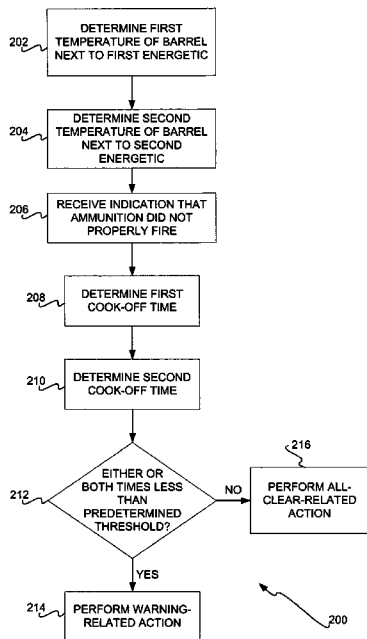 202
DETERMINE FIRST
TEMPERATURE OF BARREL
NEXT TO FIRST ENERGETIC
204
DETERMINE SECOND
TEMPERATURE OF BARREL
NEXT TO SECOND
ENERGETIC
206
RECEIVE INDICATION THAT
AMMUNITION DID NOT
PROPERLY FIRE
208
DETERMINE FIRST
COOK-OFF TIME
210
DETERMINE SECOND
COOK-OFF TIME
212
EITHER OR
BOTH TIMES LESS
THAN
PREDETERMINED
THRESHOLD?
NO
216
PERFORM ALL-
CLEAR-RELATED
ACTION
YES
214
PERFORM WARNING-
RELATED ACTION
200